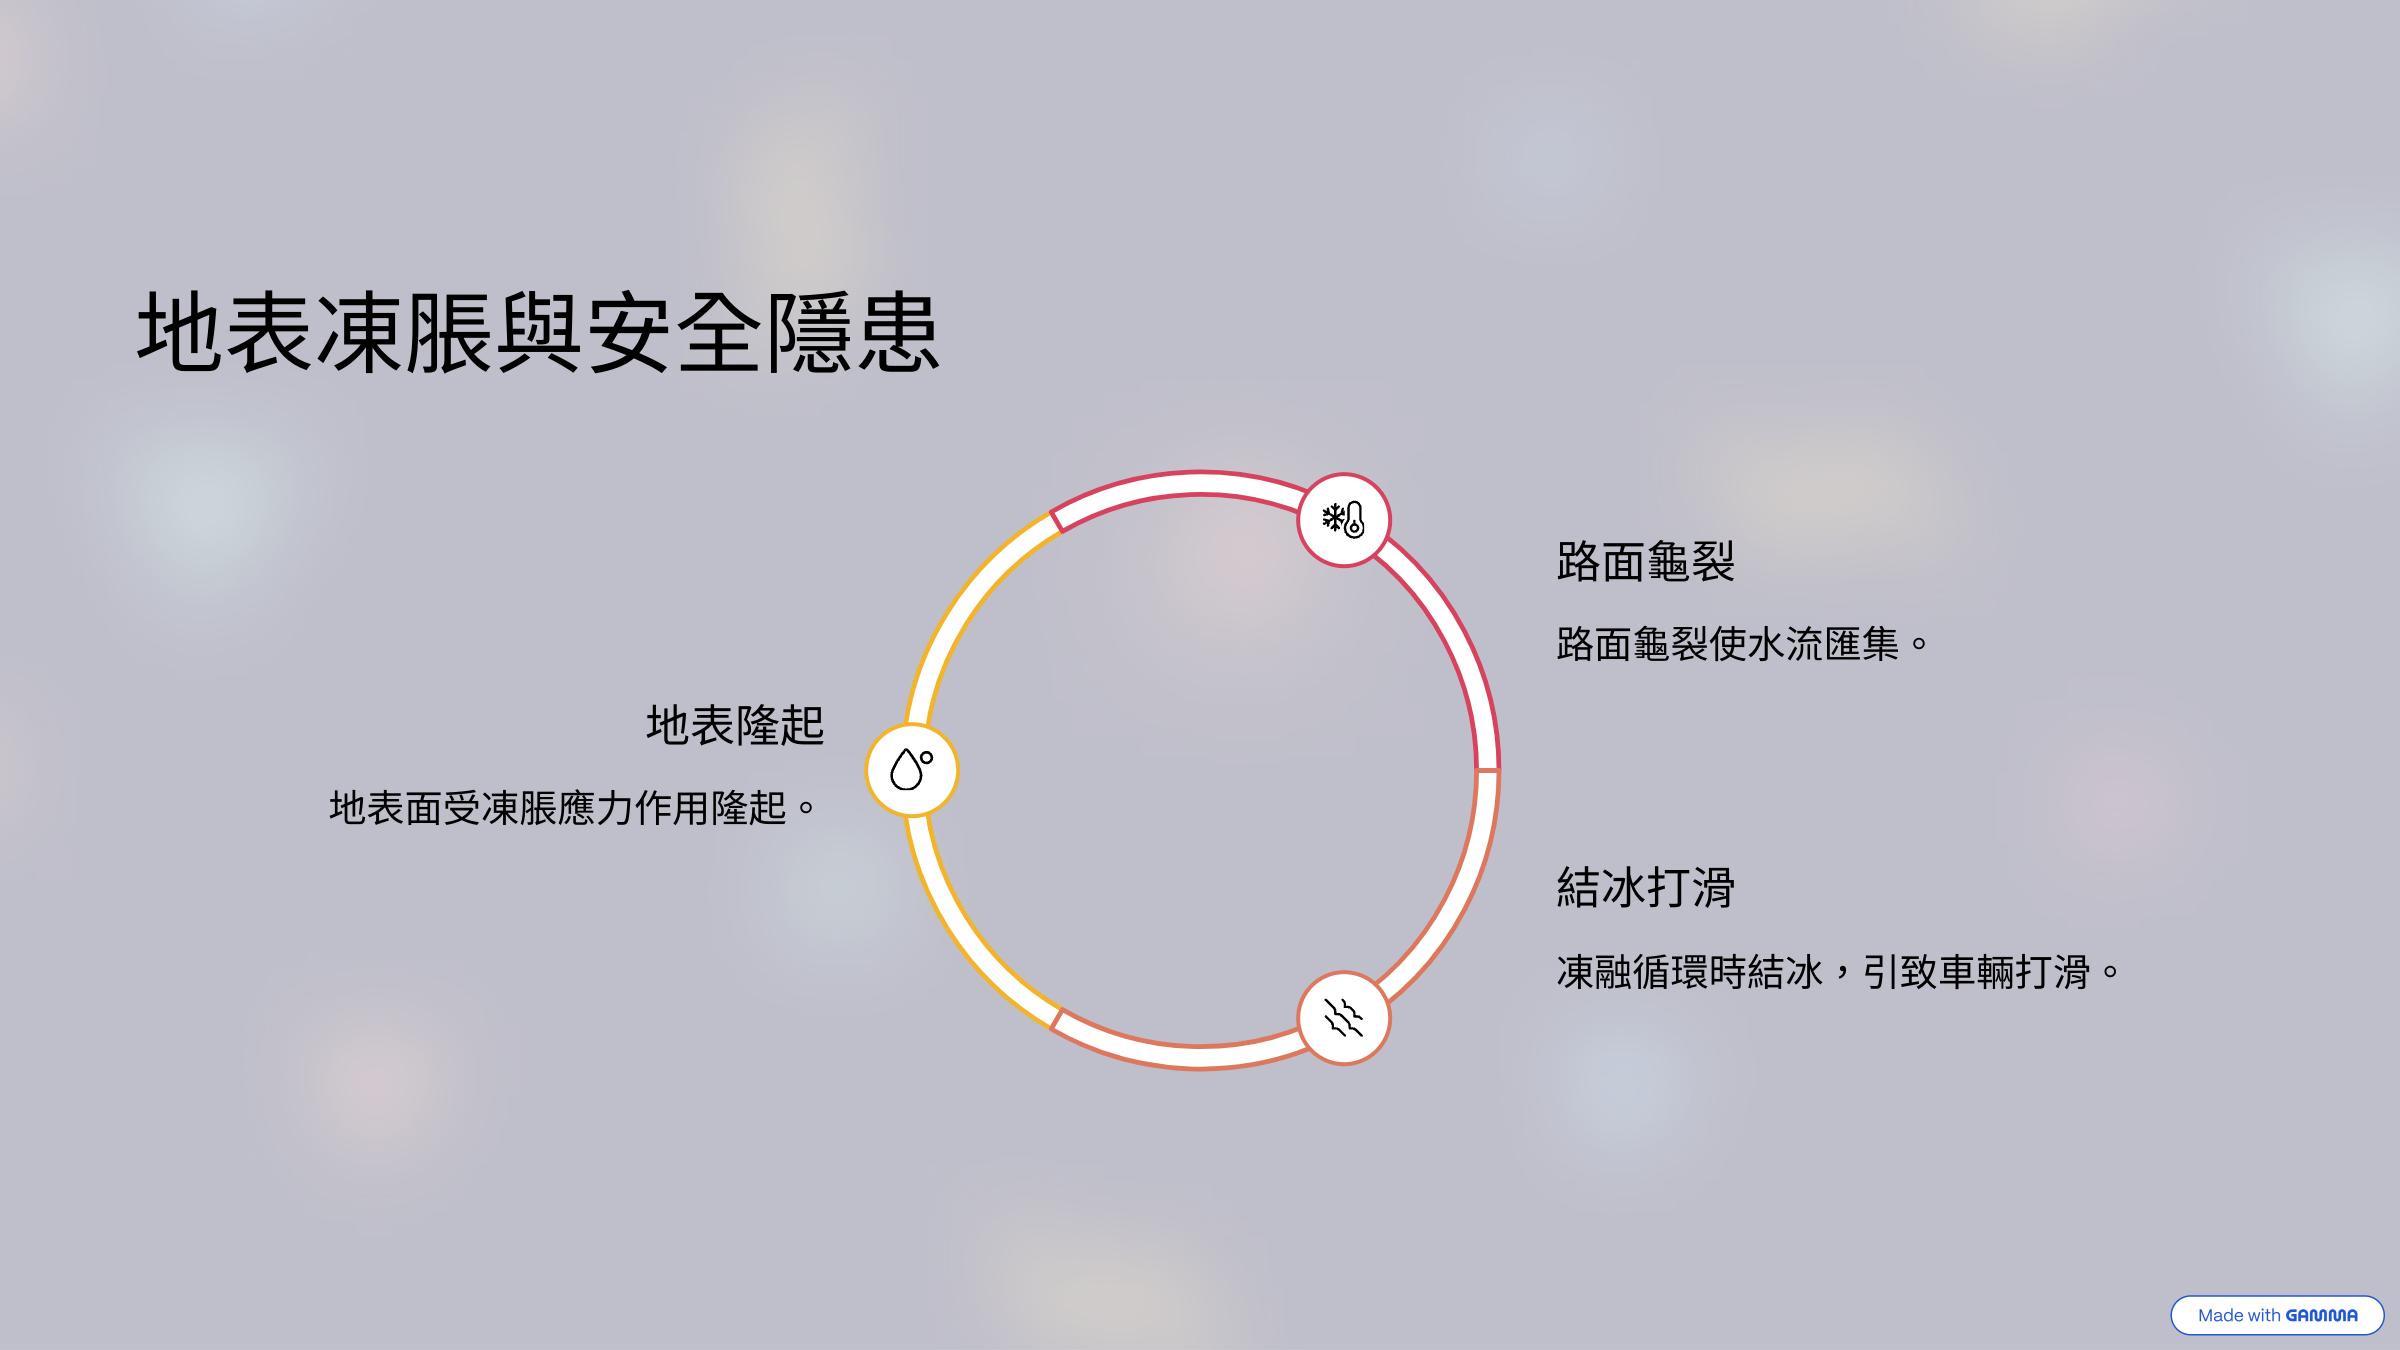 地表凍脹與安全隱患
路面龜裂
路面龜裂使水流匯集。
地表隆起
地表面受凍脹應力作用隆起。
結冰打滑
凍融循環時結冰，引致車輛打滑。
Made with GAMMA